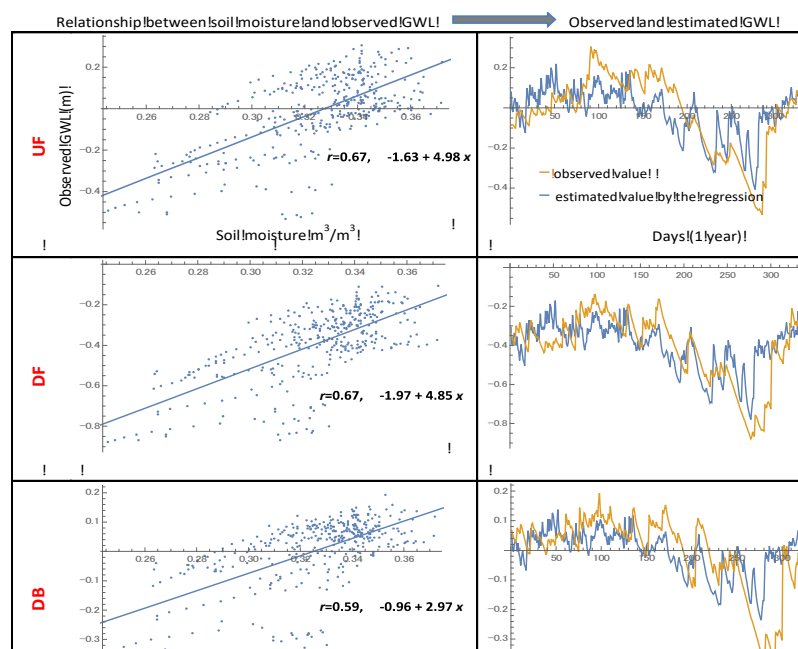 Relationship!between!soil!moisture!and!observed!GWL! Observed!and!estimated!GWL!
UF
Observed!GWL!(m)!
0.2
0.26 0.28 0.30 0.32 0.34 0.36
-0.2
-0.4
r=0.67, -1.63 + 4.98 x
!
Soil!moisture!m3/m3!
! !
0.2
50 100 150 200 250 300
-0.2
-0.4
!observed!value! !
estimated!value!by!the!regression
Days!(1!year)!
!
DF
0.26 0.28 0.30 0.32 0.34 0.36
-0.2
-0.4
-0.6
-0.8
r=0.67, -1.97 + 4.85 x
!
! !
50 100 150 200 250 300
-0.2
-0.4
-0.6
-0.8
!
DB
0.2
0.1
0.26 0.28 0.30 0.32 0.34 0.36
-0.1
-0.2
-0.3
r=0.59, -0.96 + 2.97 x
0.2
0.1
50 100 150 200 250 300
-0.1
-0.2
-0.3